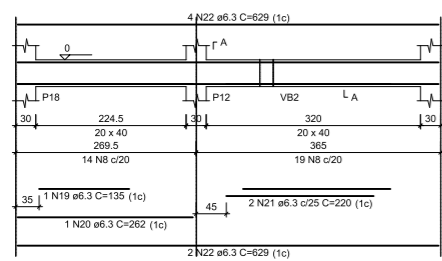 4 N22 ø6.3 C=629 (1c)
A
0
P18 P12 VB2 A
30 224.5 30 320 30
20 x 40 20 x 40
269.5 365
14 N8 c/20 19 N8 c/20
1 N19 ø6.3 C=135 (1c) 2 N21 ø6.3 c/25 C=220 (1c)
35 45
1 N20 ø6.3 C=262 (1c)
2 N22 ø6.3 C=629 (1c)